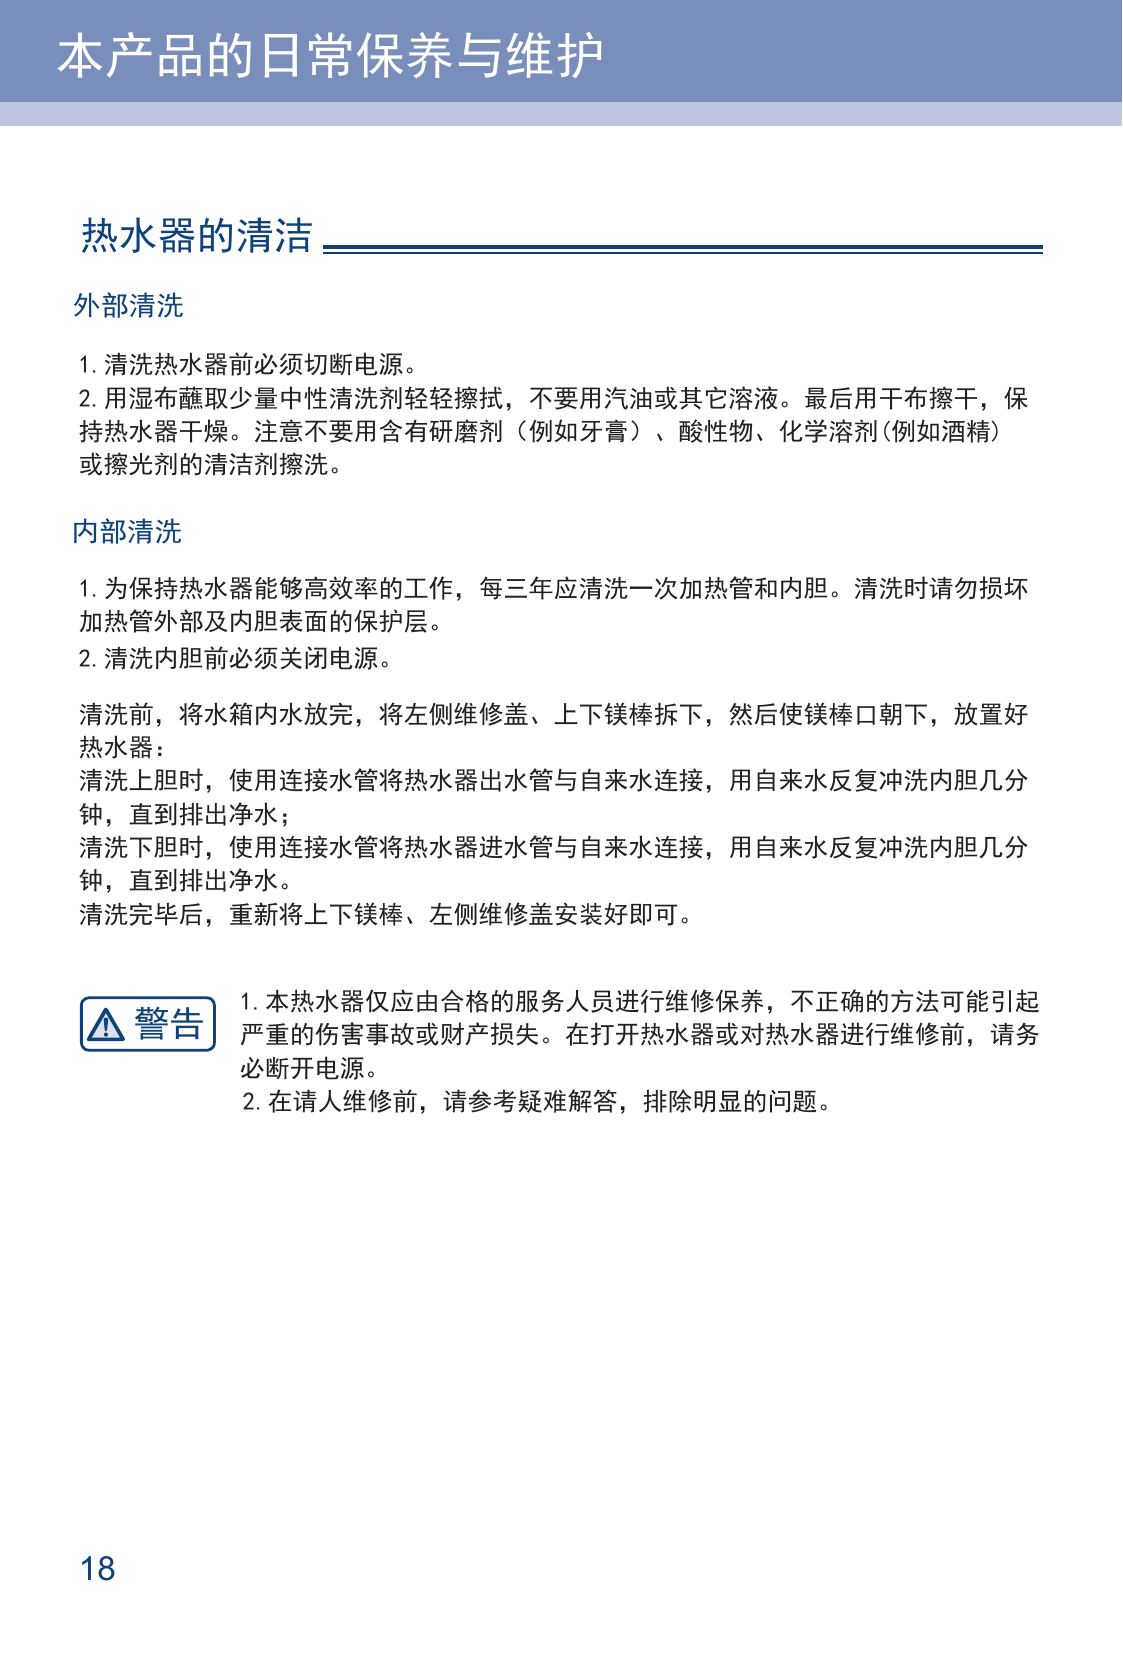 本产品的日常保养与维护
热水器的清洁
外部清洗
1.清洗热水器前必须切断电源。
2.用湿布蘸取少量中性清洗剂轻轻擦拭，不要用汽油或其它溶液。最后用干布擦干，保
持热水器干燥。注意不要用含有研磨剂（例如牙膏）、酸性物、化学溶剂(例如酒精)
或擦光剂的清洁剂擦洗。
内部清洗
1.为保持热水器能够高效率的工作，每三年应清洗一次加热管和内胆。清洗时请勿损坏
加热管外部及内胆表面的保护层。
2.清洗内胆前必须关闭电源。
清洗前，将水箱内水放完，将左侧维修盖、上下镁棒拆下，然后使镁棒口朝下，放置好
热水器：
清洗上胆时，使用连接水管将热水器出水管与自来水连接，用自来水反复冲洗内胆几分
钟，直到排出净水；
清洗下胆时，使用连接水管将热水器进水管与自来水连接，用自来水反复冲洗内胆几分
钟，直到排出净水。
清洗完毕后，重新将上下镁棒、左侧维修盖安装好即可。
警告
1.本热水器仅应由合格的服务人员进行维修保养，不正确的方法可能引起
严重的伤害事故或财产损失。在打开热水器或对热水器进行维修前，请务
必断开电源。
2.在请人维修前，请参考疑难解答，排除明显的问题。
18